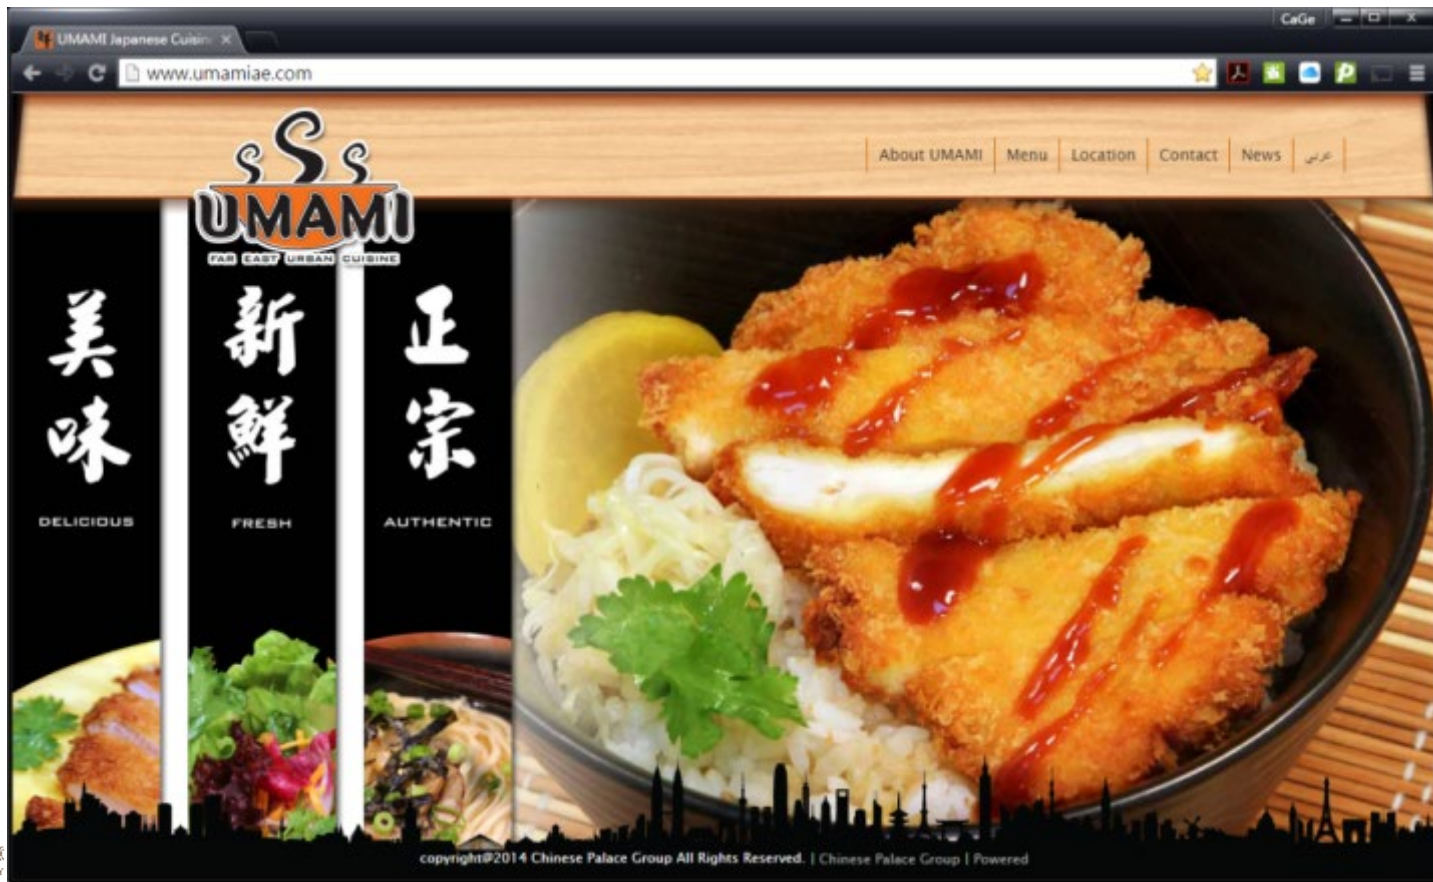 CaGe
UMAMI Japanese Cuisin
www.umamiae.com
About UMAMI
Menu
Location
Contact
News
عربي
UMAMI
FAR EAST URBAN CUISINE
美味
DELICIOUS
新鮮
FRESH
正宗
AUTHENTIC
copyright@2014 Chinese Palace Group All Rights Reserved. | Chinese Palace Group | Powered